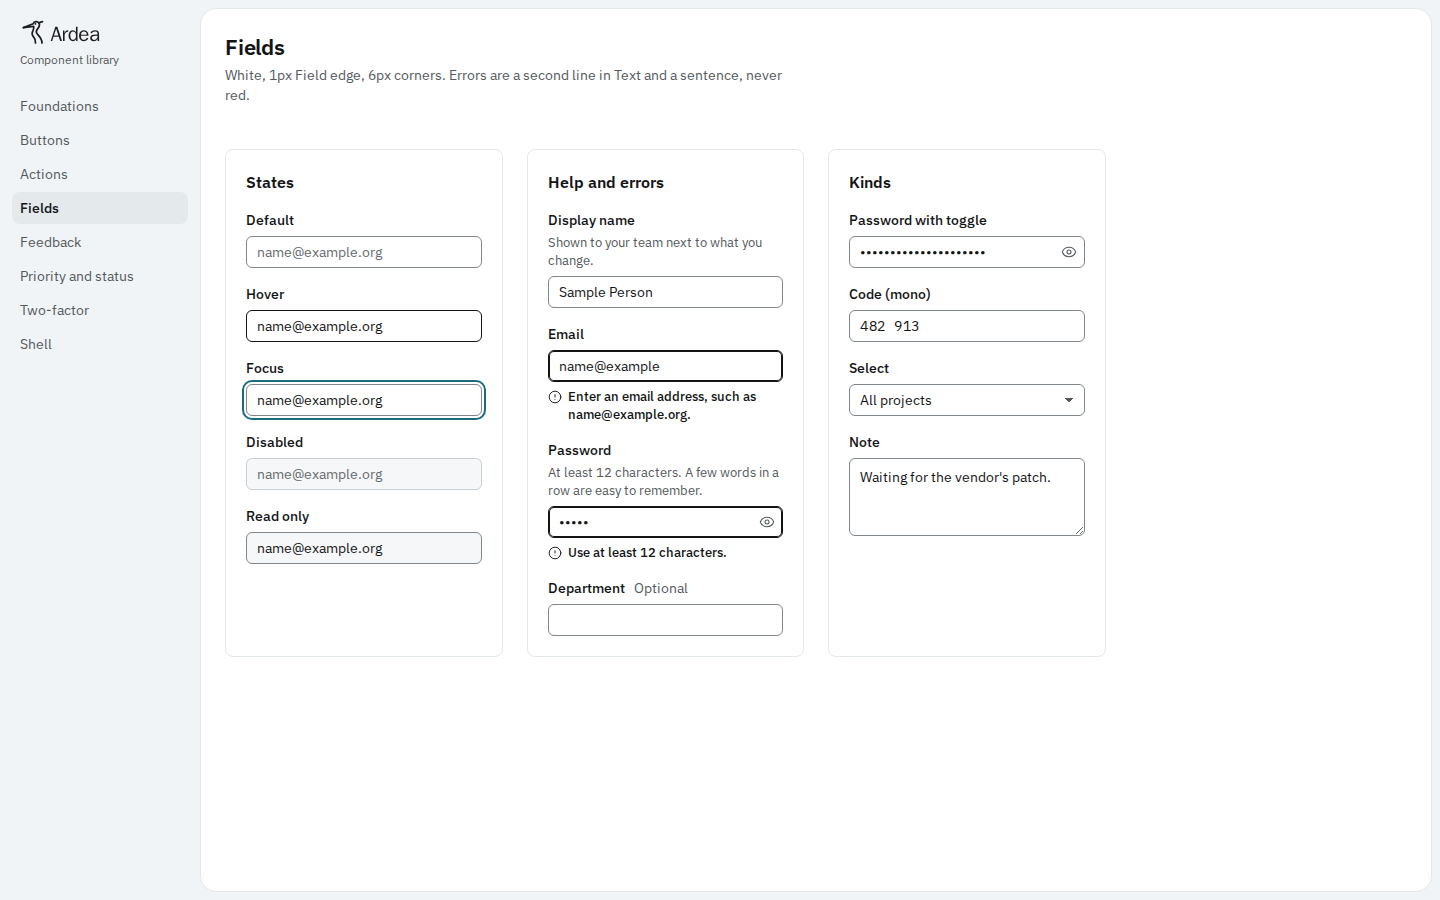 Ardea
Component library
Foundations
Buttons
Actions
Fields
Feedback
Priority and status
Two-factor
Shell
Fields
White, 1px Field edge, 6px corners. Errors are a second line in Text and a sentence, never
red.
States
Default
name@example.org
Hover
name@example.org
Focus
name@example.org
Disabled
name@example.org
Read only
name@example.org
Help and errors
Display name
Shown to your team next to what you
change.
Sample Person
Email
name@example
Enter an email address, such as
name@example.org.
Password
At least 12 characters. A few words in a
row are easy to remember.
•••••
Use at least 12 characters.
Department Optional
Kinds
Password with toggle
•••••••••••••••••••••
Code (mono)
482 913
Select
All projects
Note
Waiting for the vendor's patch.